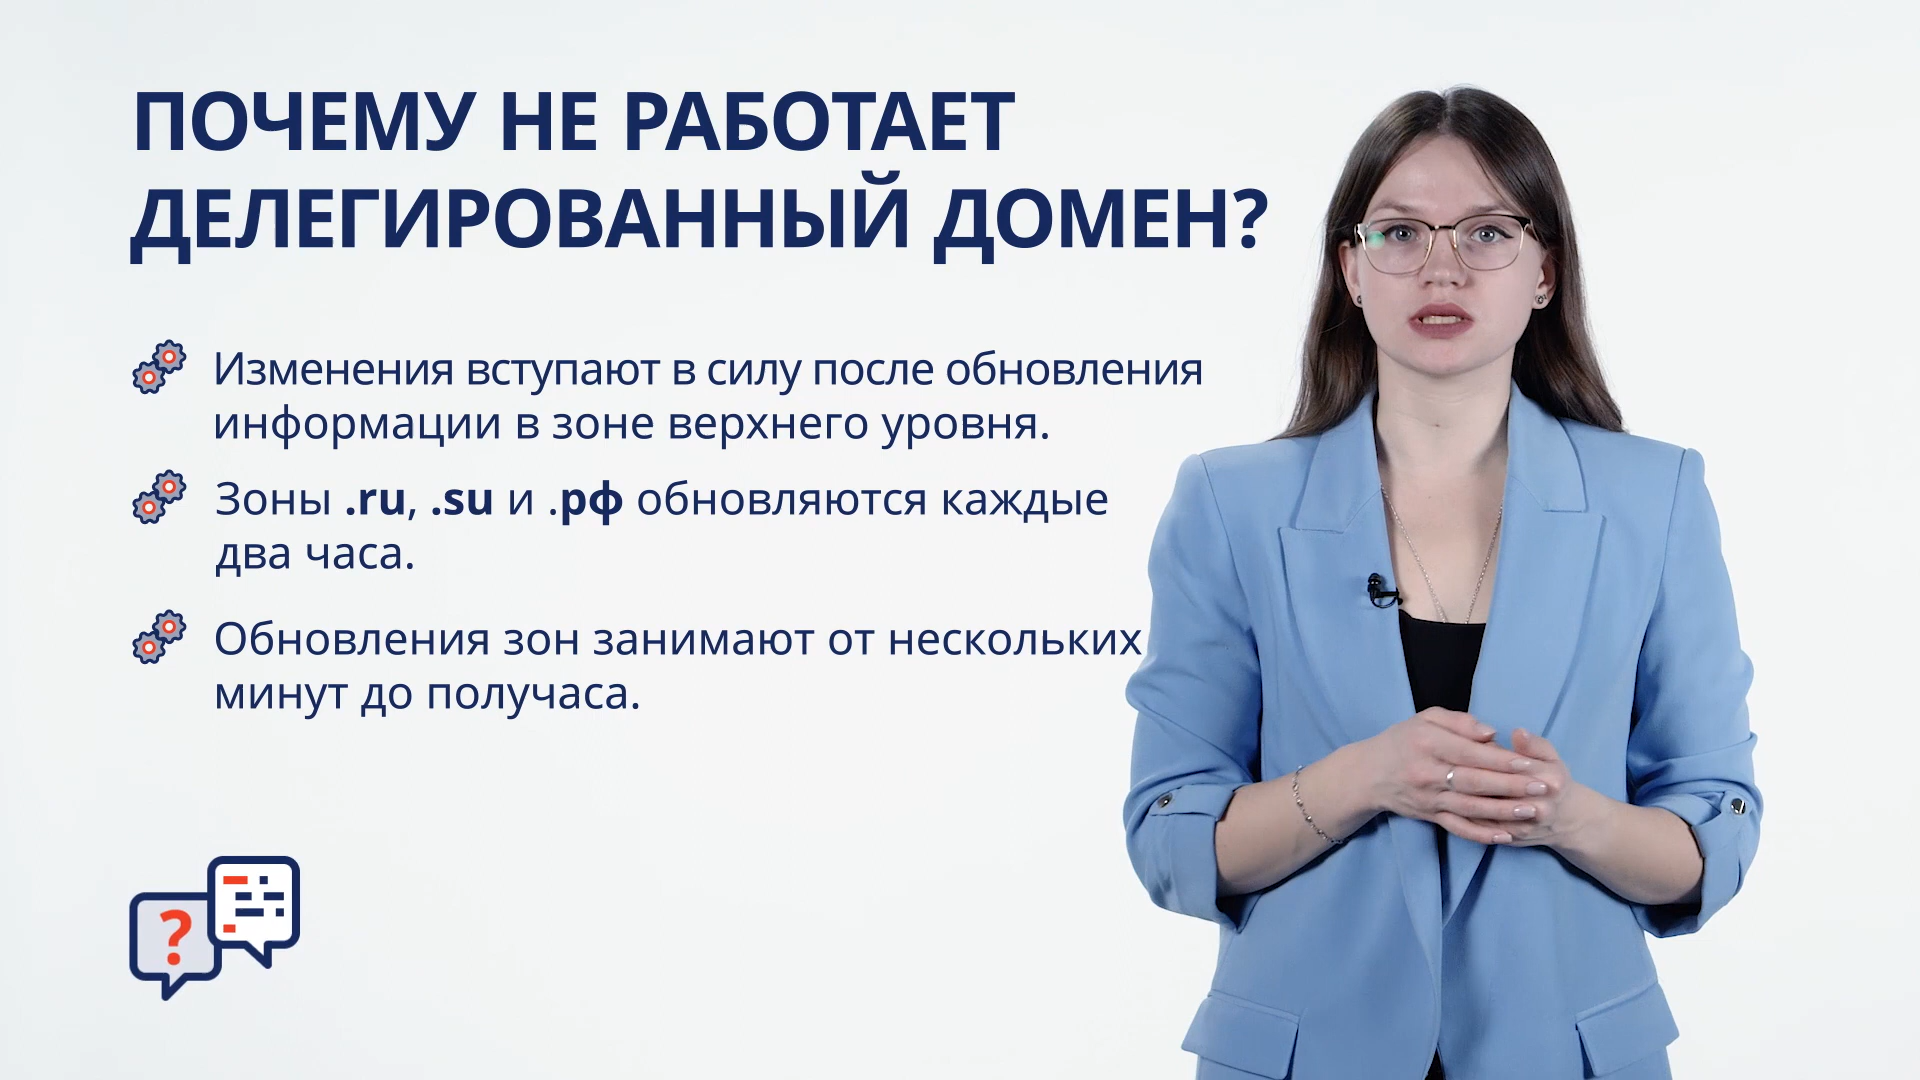 ПОЧЕМУ НЕ РАБОТАЕТ
ДЕЛЕГИРОВАННЫЙ ДОМЕН?
Изменения вступают в силу после обновления
информации в зоне верхнего уровня.
Зоны .ru, .su и .рф обновляются каждые
два часа.
Обновления зон занимают от нескольких
минут до получаса.
?